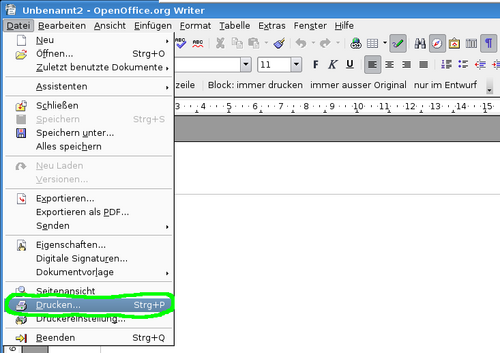 Unbenannt2 - OpenOffice.org Writer
Datei Bearbeiten Ansicht Einfügen Format Tabelle Extras Fenster Hilfe
Neu
Öffnen... Strg+O
Zuletzt benutzte Dokumente
Assistenten
Schließen
Speichern Strg+S
Speichern unter...
Alles speichern
Neu Laden
Versionen...
Exportieren...
Exportieren als PDF...
Senden
Eigenschaften...
Digitale Signaturen...
Dokumentvorlage
Seitenansicht
Drucken... Strg+P
Druckereinstellung...
Beenden Strg+Q
ABC ABC
11 F K U
zeile Block: immer drucken immer ausser Original nur im Entwurf
3 4 5 6 7 8 9 10 11 12 13 14 15